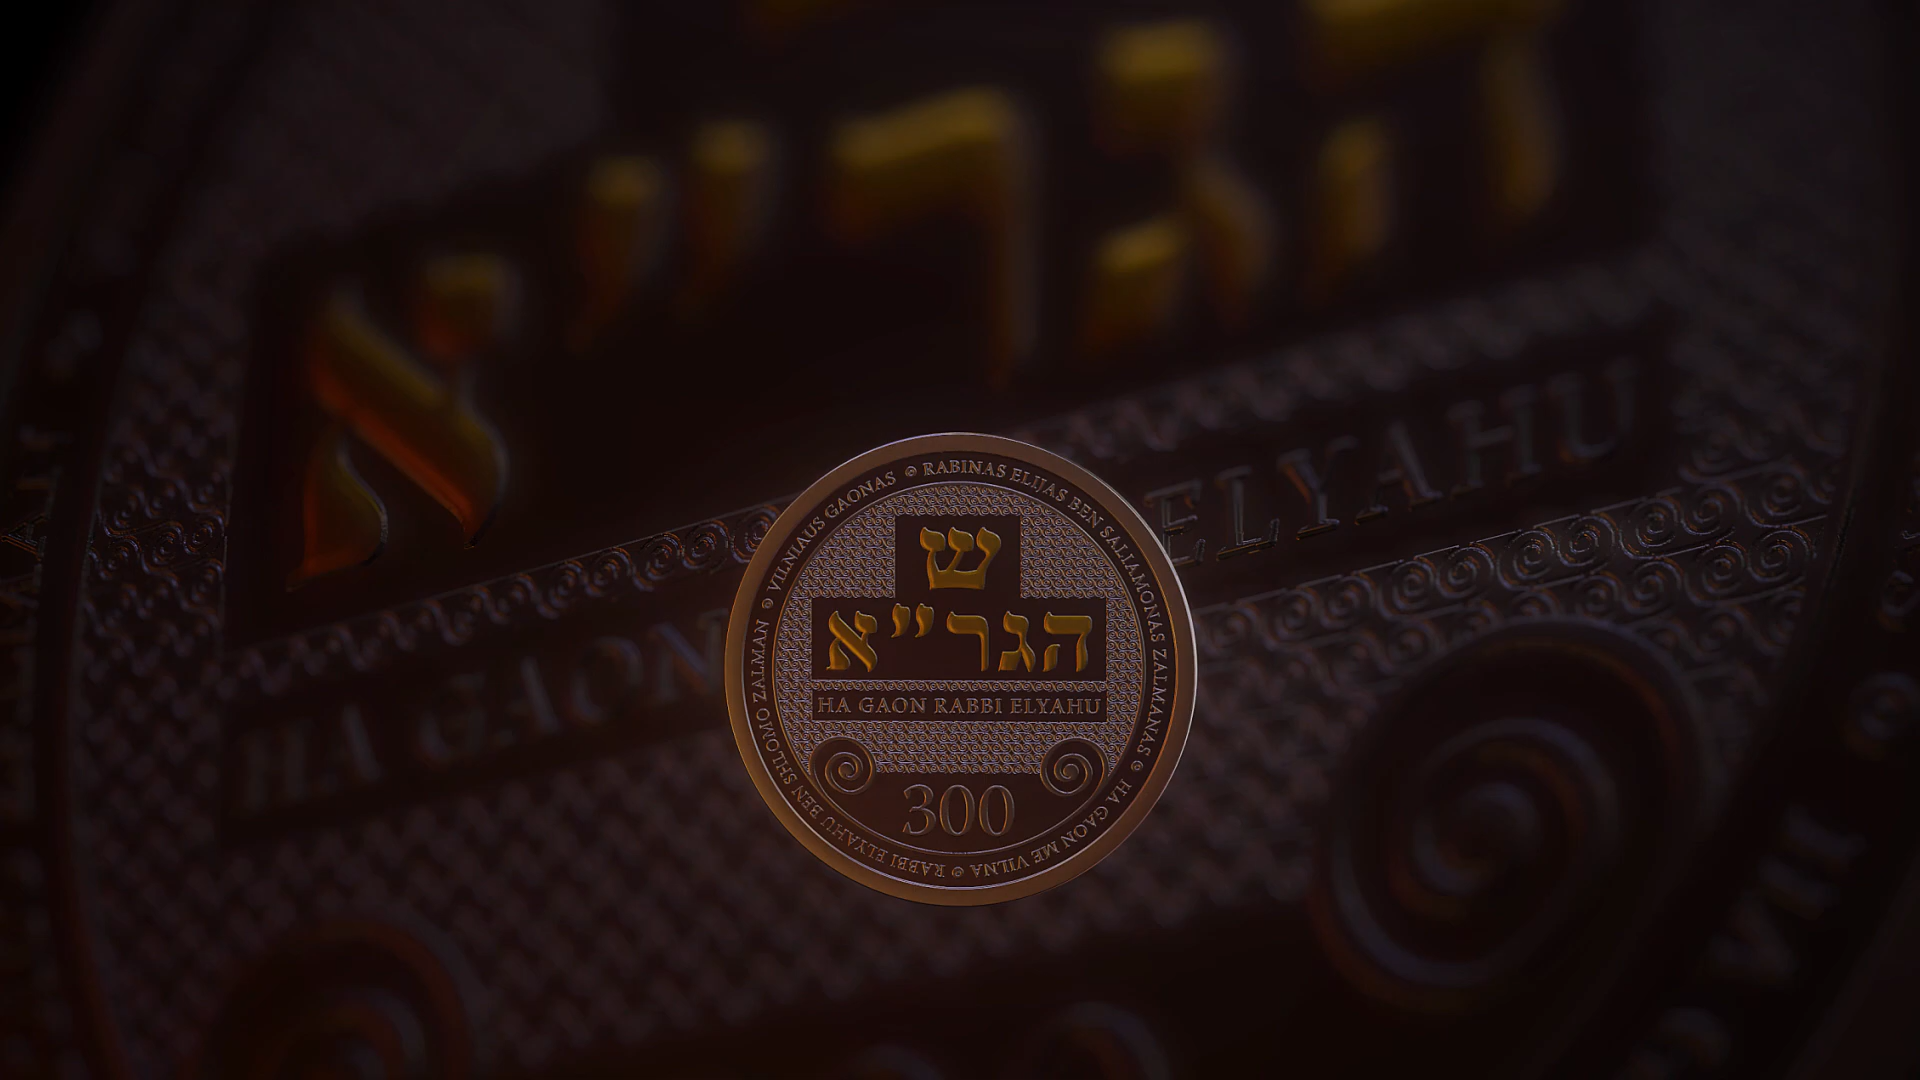 VILNIAUS GAONAS
RABINAS ELIJAS BEN SALIAMONAS ZALMANAS
HA GAON ME VILNA
RABBI ELYAHU BEN SHLOMO ZALMAN
ש
הגר״א
HA GAON RABBI ELYAHU
300
הגר״א
HA GAON
ELYAHU